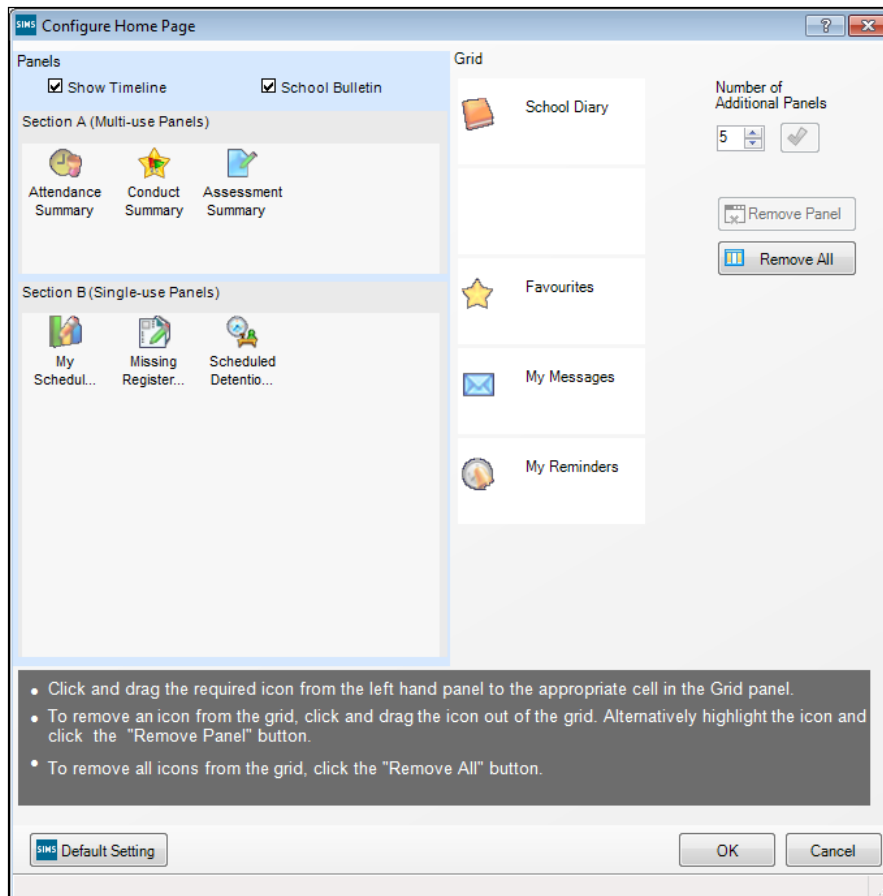 SIMS Configure Home Page
Panels
Show Timeline
School Bulletin
Section A (Multi-use Panels)
Attendance
Summary
Conduct
Summary
Assessment
Summary
Section B (Single-use Panels)
My
Schedul...
Missing
Register...
Scheduled
Detentio...
Grid
School Diary
Favourites
My Messages
My Reminders
Number of
Additional Panels
5
Remove Panel
Remove All
• Click and drag the required icon from the left hand panel to the appropriate cell in the Grid panel.
• To remove an icon from the grid, click and drag the icon out of the grid. Alternatively highlight the icon and
click the "Remove Panel" button.
• To remove all icons from the grid, click the "Remove All" button.
SIMS Default Setting
OK
Cancel